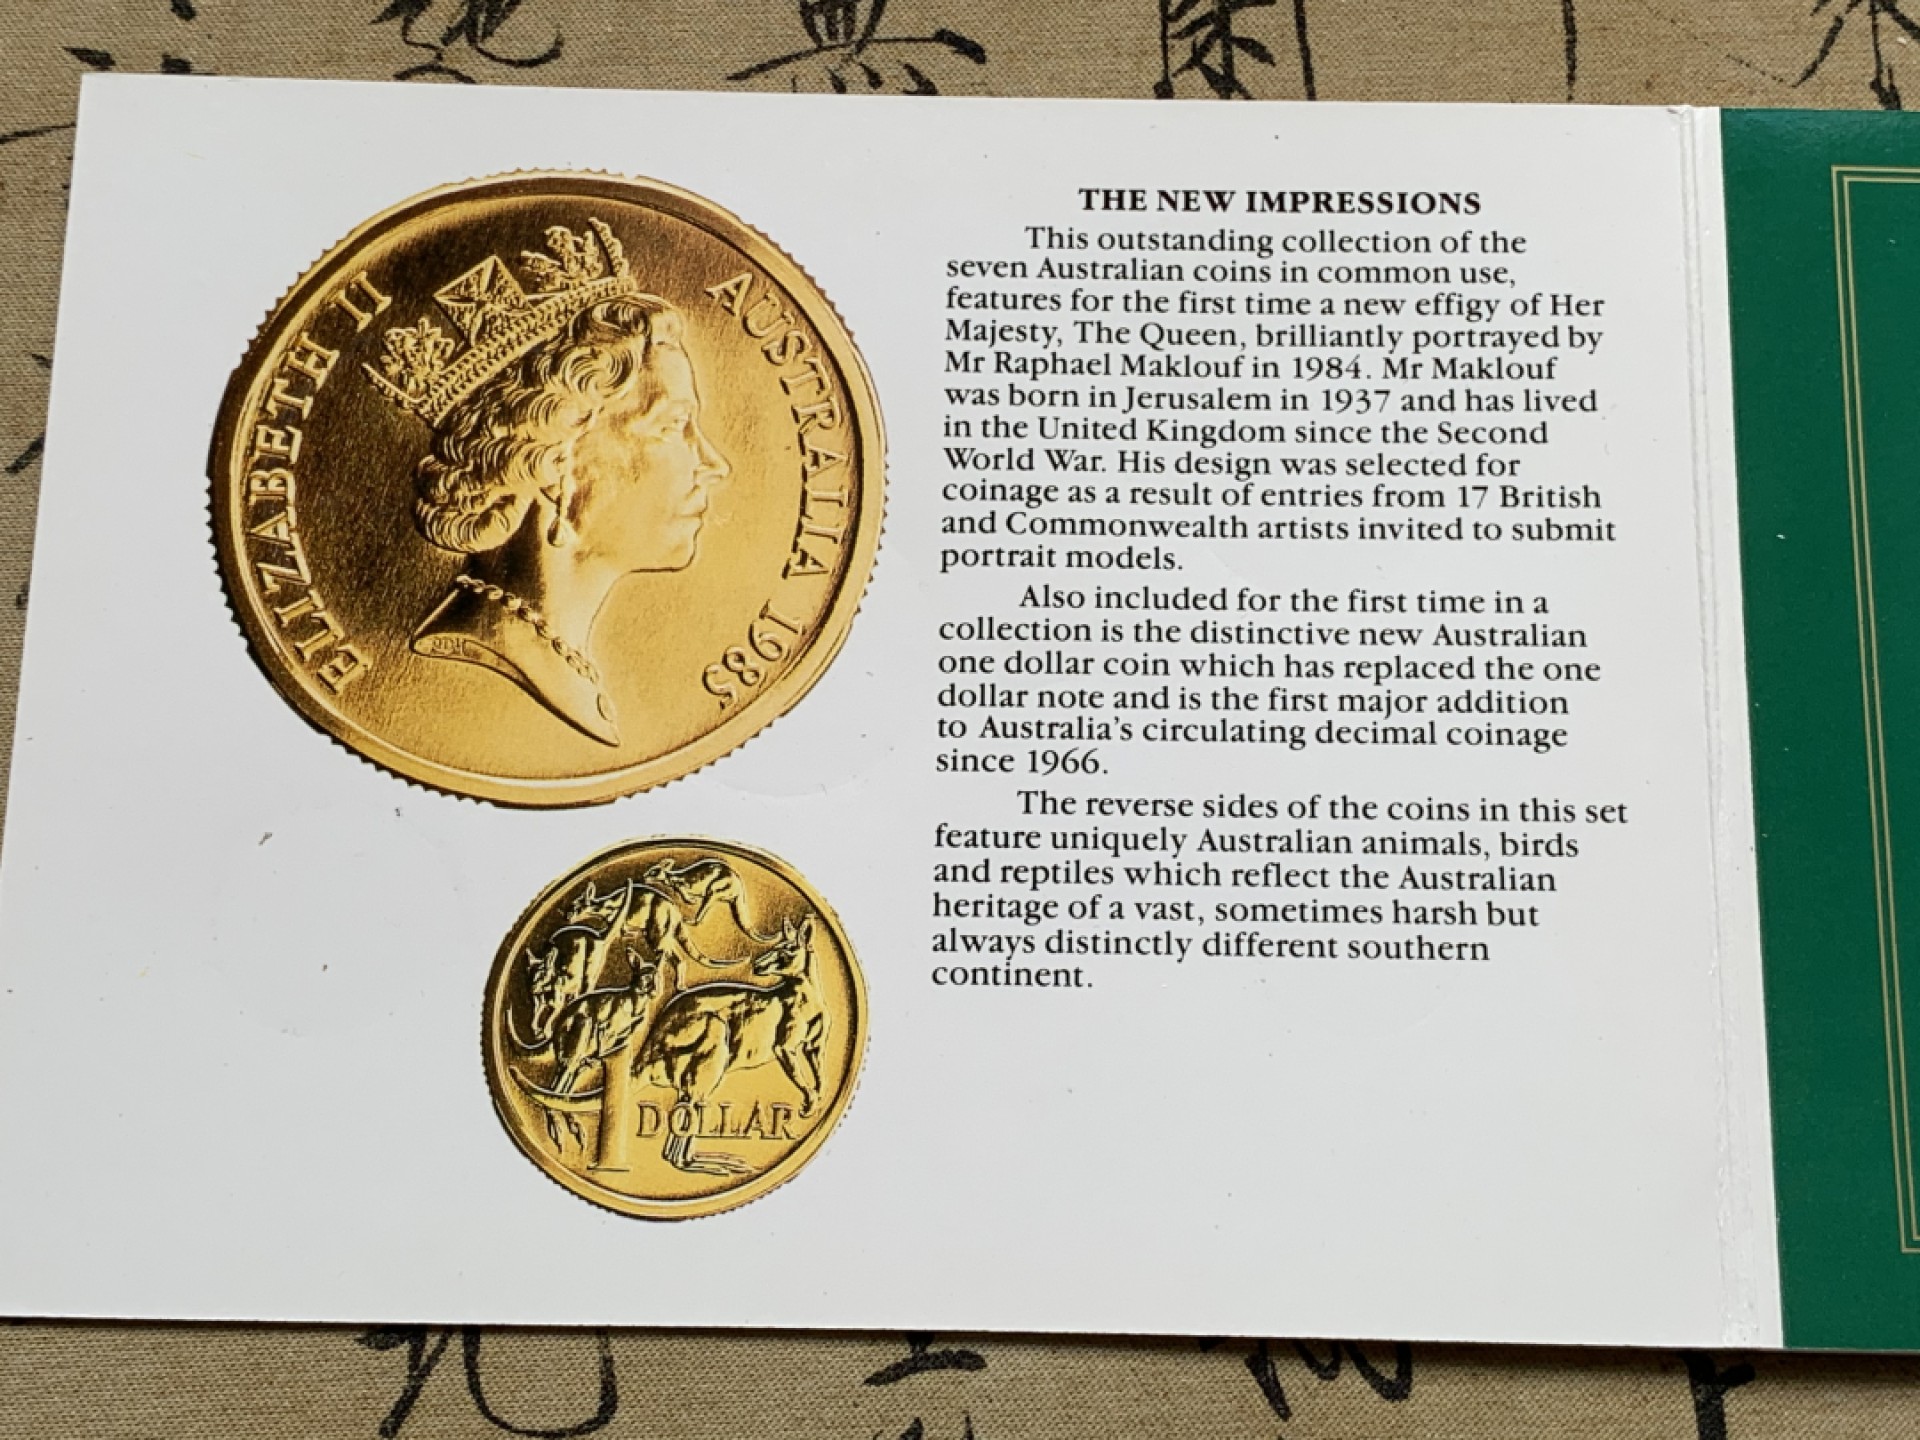 ELIZABETH II
AUSTRALIA 1985
RDM
1
DOLLAR
THE NEW IMPRESSIONS
This outstanding collection of the
seven Australian coins in common use,
features for the first time a new effigy of Her
Majesty, The Queen, brilliantly portrayed by
Mr Raphael Maklouf in 1984. Mr Maklouf
was born in Jerusalem in 1937 and has lived
in the United Kingdom since the Second
World War. His design was selected for
coinage as a result of entries from 17 British
and Commonwealth artists invited to submit
portrait models.
Also included for the first time in a
collection is the distinctive new Australian
one dollar coin which has replaced the one
dollar note and is the first major addition
to Australia's circulating decimal coinage
since 1966.
The reverse sides of the coins in this set
feature uniquely Australian animals, birds
and reptiles which reflect the Australian
heritage of a vast, sometimes harsh but
always distinctly different southern
continent.